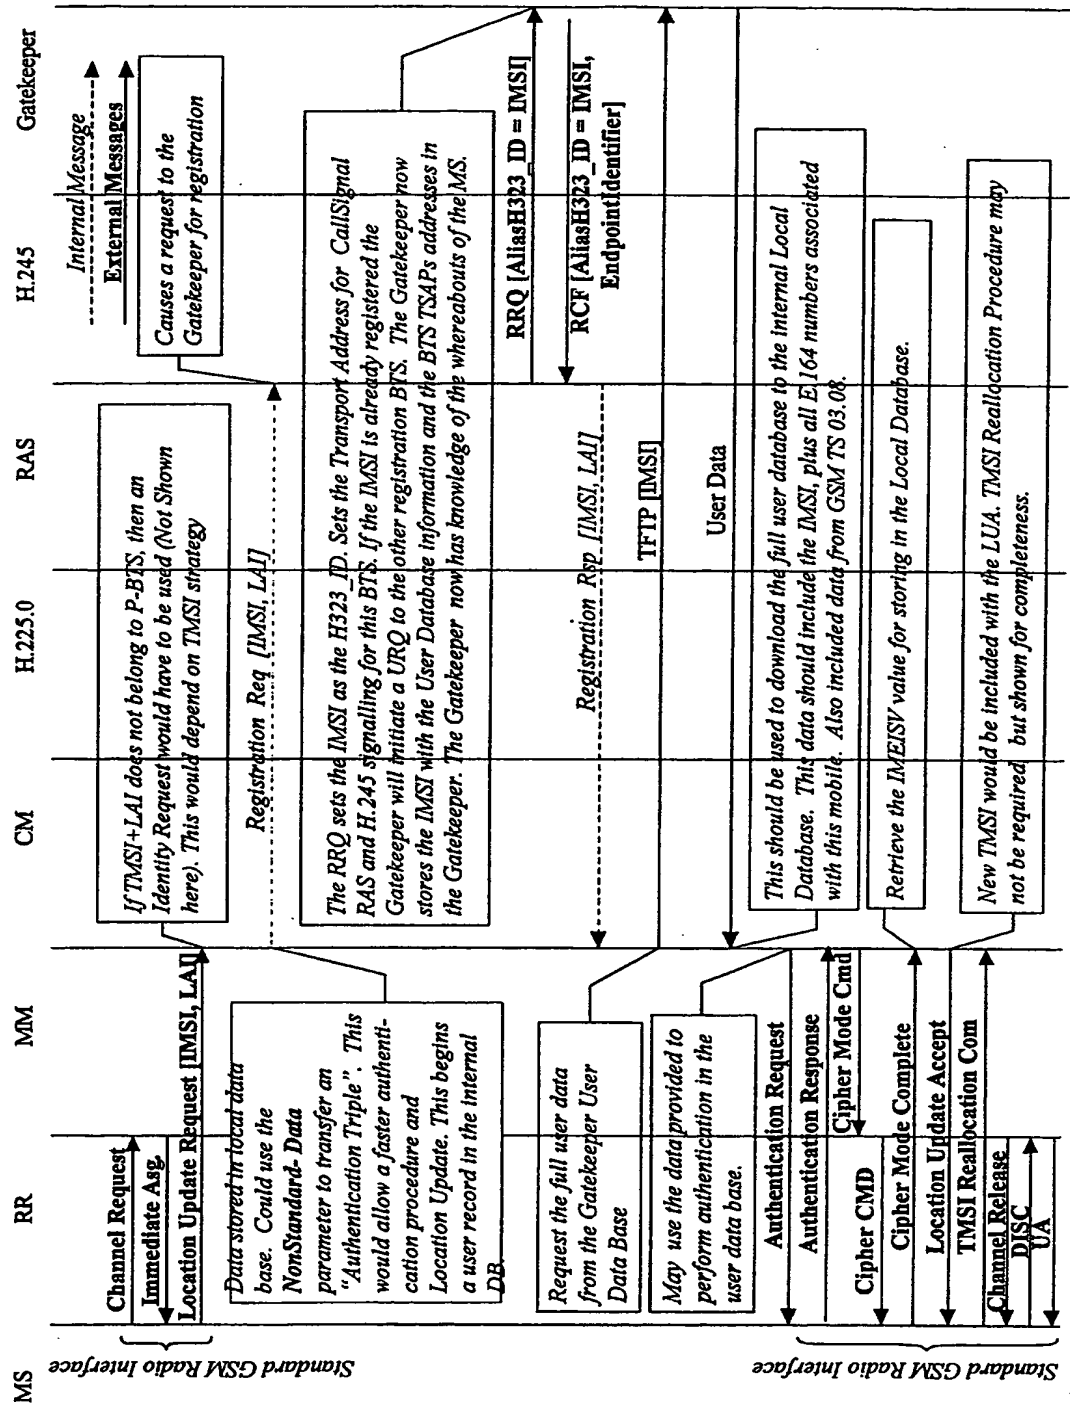 MS
RR
MM
CM
H.225.0
RAS
H.245
Gatekeeper
Internal Message
External Messages
Standard GSM Radio Interface
Channel Request
Immediate Asg.
Location Update Request [IMSI, LAI]
If TMSI+LAI does not belong to P-BTS, then an
Identity Request would have to be used (Not Shown
here). This would depend on TMSI strategy
Causes a request to the
Gatekeeper for registration
Registration Req [IMSI, LAI]
Data stored in local data
base. Could use the
NonStandard- Data
parameter to transfer an
"Authentication Triple". This
would allow a faster authenti-
cation procedure and
Location Update. This begins
a user record in the internal
DB.
The RRQ sets the IMSI as the H323_ID. Sets the Transport Address for CallSignal
RAS and H.245 signalling for this BTS. If the IMSI is already registered the
Gatekeeper will initiate a URQ to the other registration BTS. The Gatekeeper now
stores the IMSI with the User Database information and the BTS TSAPs addresses in
the Gatekeeper. The Gatekeeper now has knowledge of the whereabouts of the MS.
RRQ [AliasH323_ID = IMSI]
RCF [AliasH323_ID = IMSI,
EndpointIdentifier]
Registration Rsp [IMSI, LAI]
Request the full user data
from the Gatekeeper User
Data Base
TFTP [IMSI]
User Data
May use the data provided to
perform authentication in the
user data base.
This should be used to download the full user database to the internal Local
Database. This data should include the IMSI, plus all E.164 numbers associated
with this mobile. Also included data from GSM TS 03.08.
Authentication Request
Authentication Response
Cipher Mode Cmd
Cipher CMD
Cipher Mode Complete
Retrieve the IMEISV value for storing in the Local Database.
Location Update Accept
TMSI Reallocation Com
New TMSI would be included with the LUA. TMSI Reallocation Procedure may
not be required but shown for completeness.
Channel Release
DISC
UA
Standard GSM Radio Interface